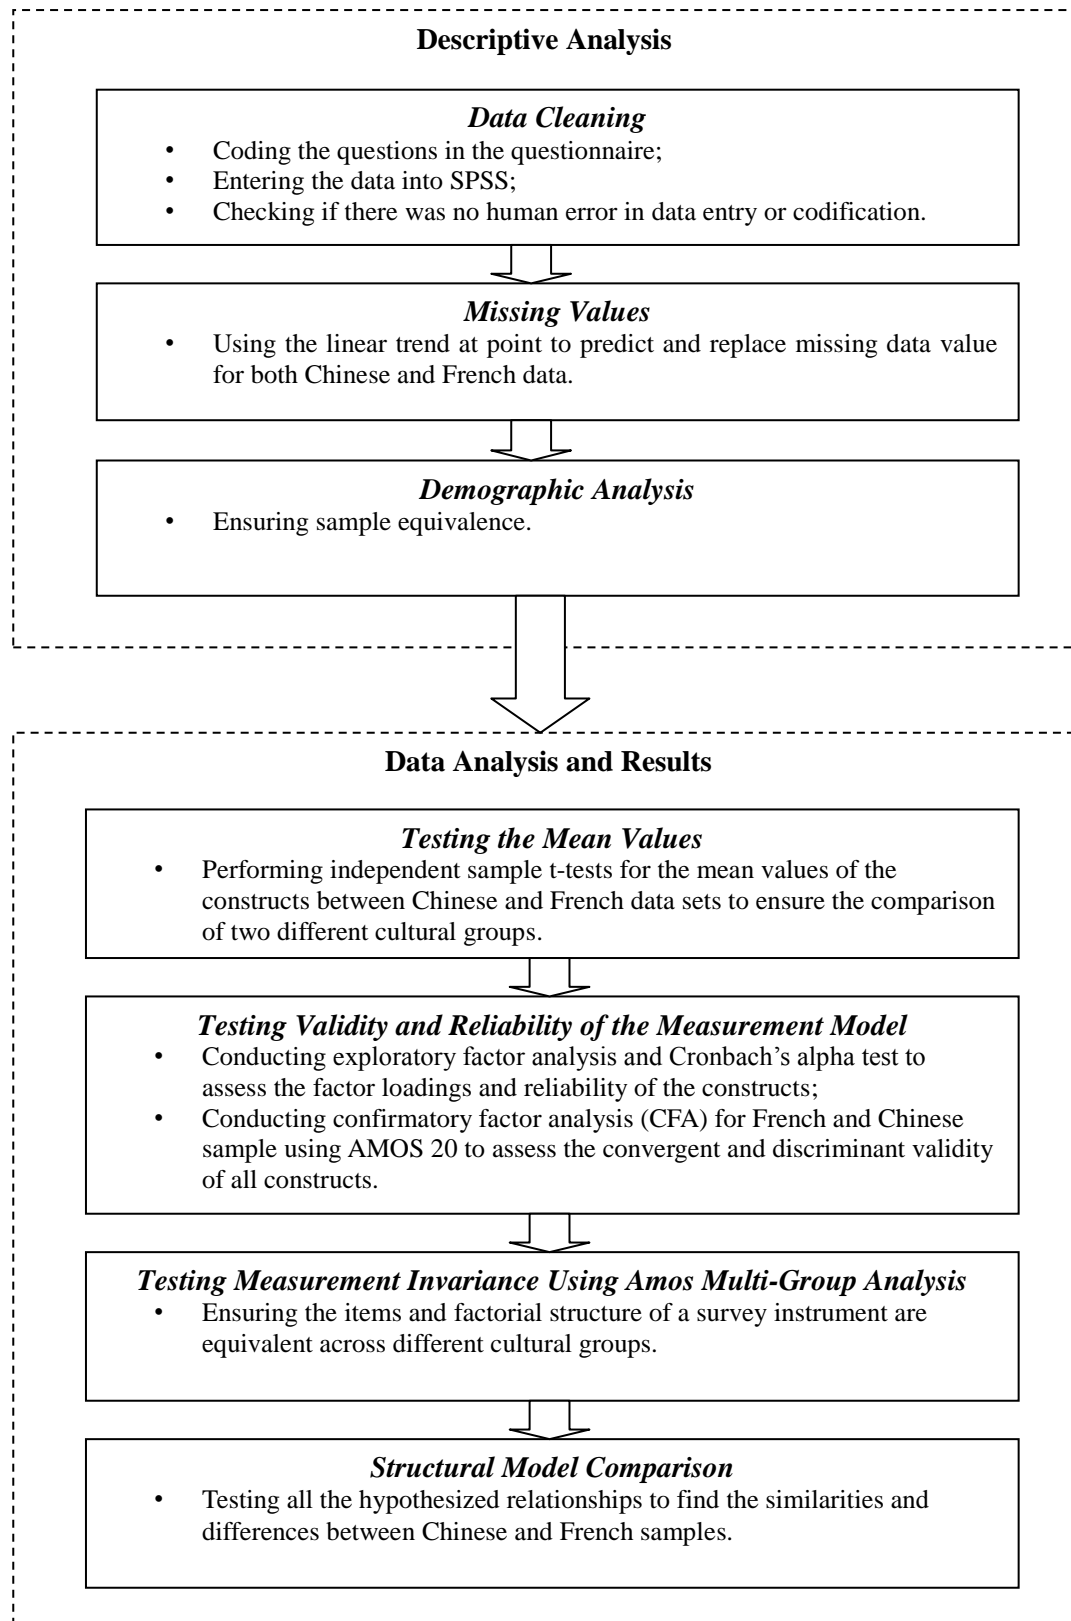 Descriptive Analysis
Data Cleaning
• Coding the questions in the questionnaire;
• Entering the data into SPSS;
• Checking if there was no human error in data entry or codification.
Missing Values
• Using the linear trend at point to predict and replace missing data value
for both Chinese and French data.
Demographic Analysis
• Ensuring sample equivalence.
Data Analysis and Results
Testing the Mean Values
• Performing independent sample t-tests for the mean values of the
constructs between Chinese and French data sets to ensure the comparison
of two different cultural groups.
Testing Validity and Reliability of the Measurement Model
• Conducting exploratory factor analysis and Cronbach’s alpha test to
assess the factor loadings and reliability of the constructs;
• Conducting confirmatory factor analysis (CFA) for French and Chinese
sample using AMOS 20 to assess the convergent and discriminant validity
of all constructs.
Testing Measurement Invariance Using Amos Multi-Group Analysis
• Ensuring the items and factorial structure of a survey instrument are
equivalent across different cultural groups.
Structural Model Comparison
• Testing all the hypothesized relationships to find the similarities and
differences between Chinese and French samples.